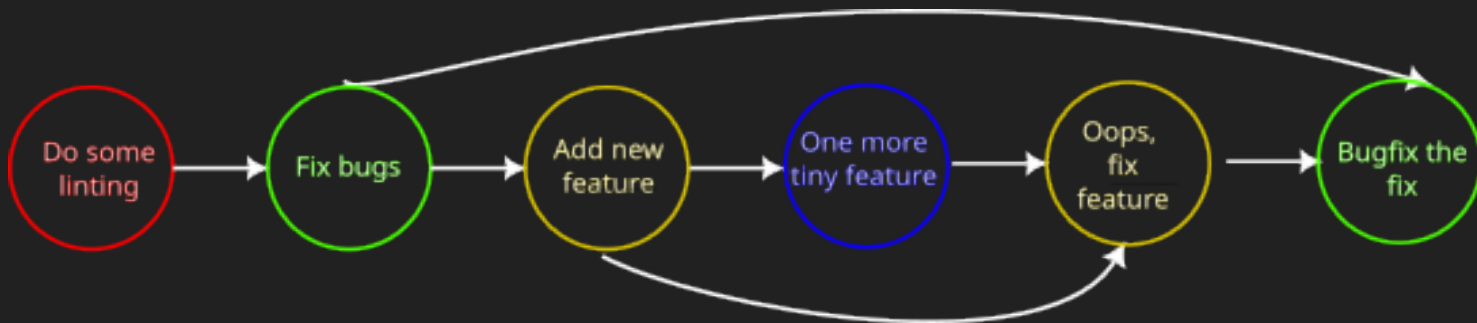 Do some
linting
Fix bugs
Add new
feature
One more
tiny feature
Oops,
fix
feature
Bugfix the
fix